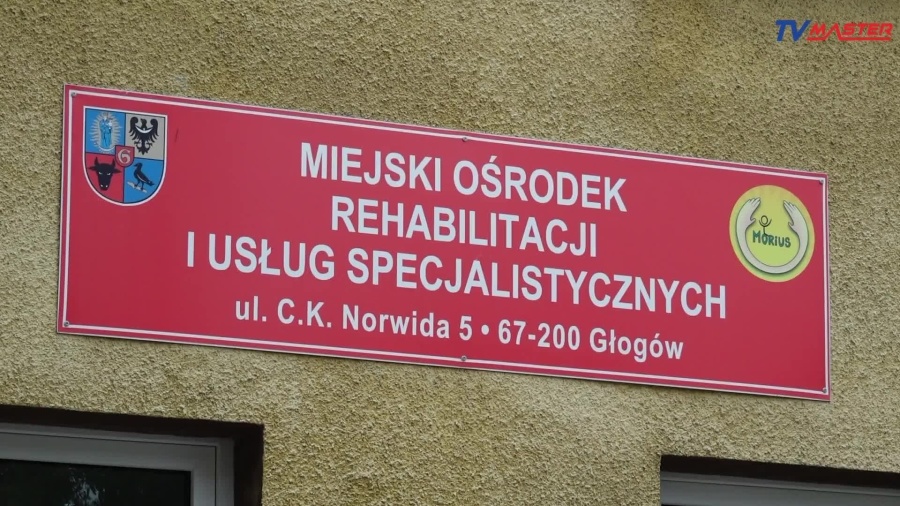 TV MASTER
MIEJSKI OŚRODEK
REHABILITACJI
I USŁUG SPECJALISTYCZNYCH
ul. C.K. Norwida 5 • 67-200 Głogów
G
MORIUS